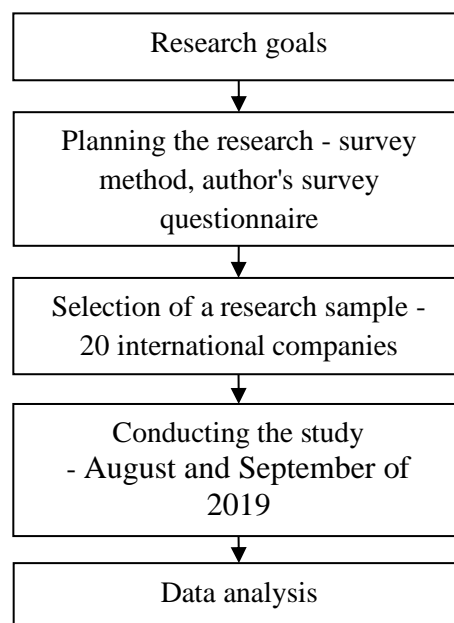 Research goals
Planning the research - survey
method, author's survey
questionnaire
Selection of a research sample -
20 international companies
Conducting the study
- August and September of
2019
Data analysis